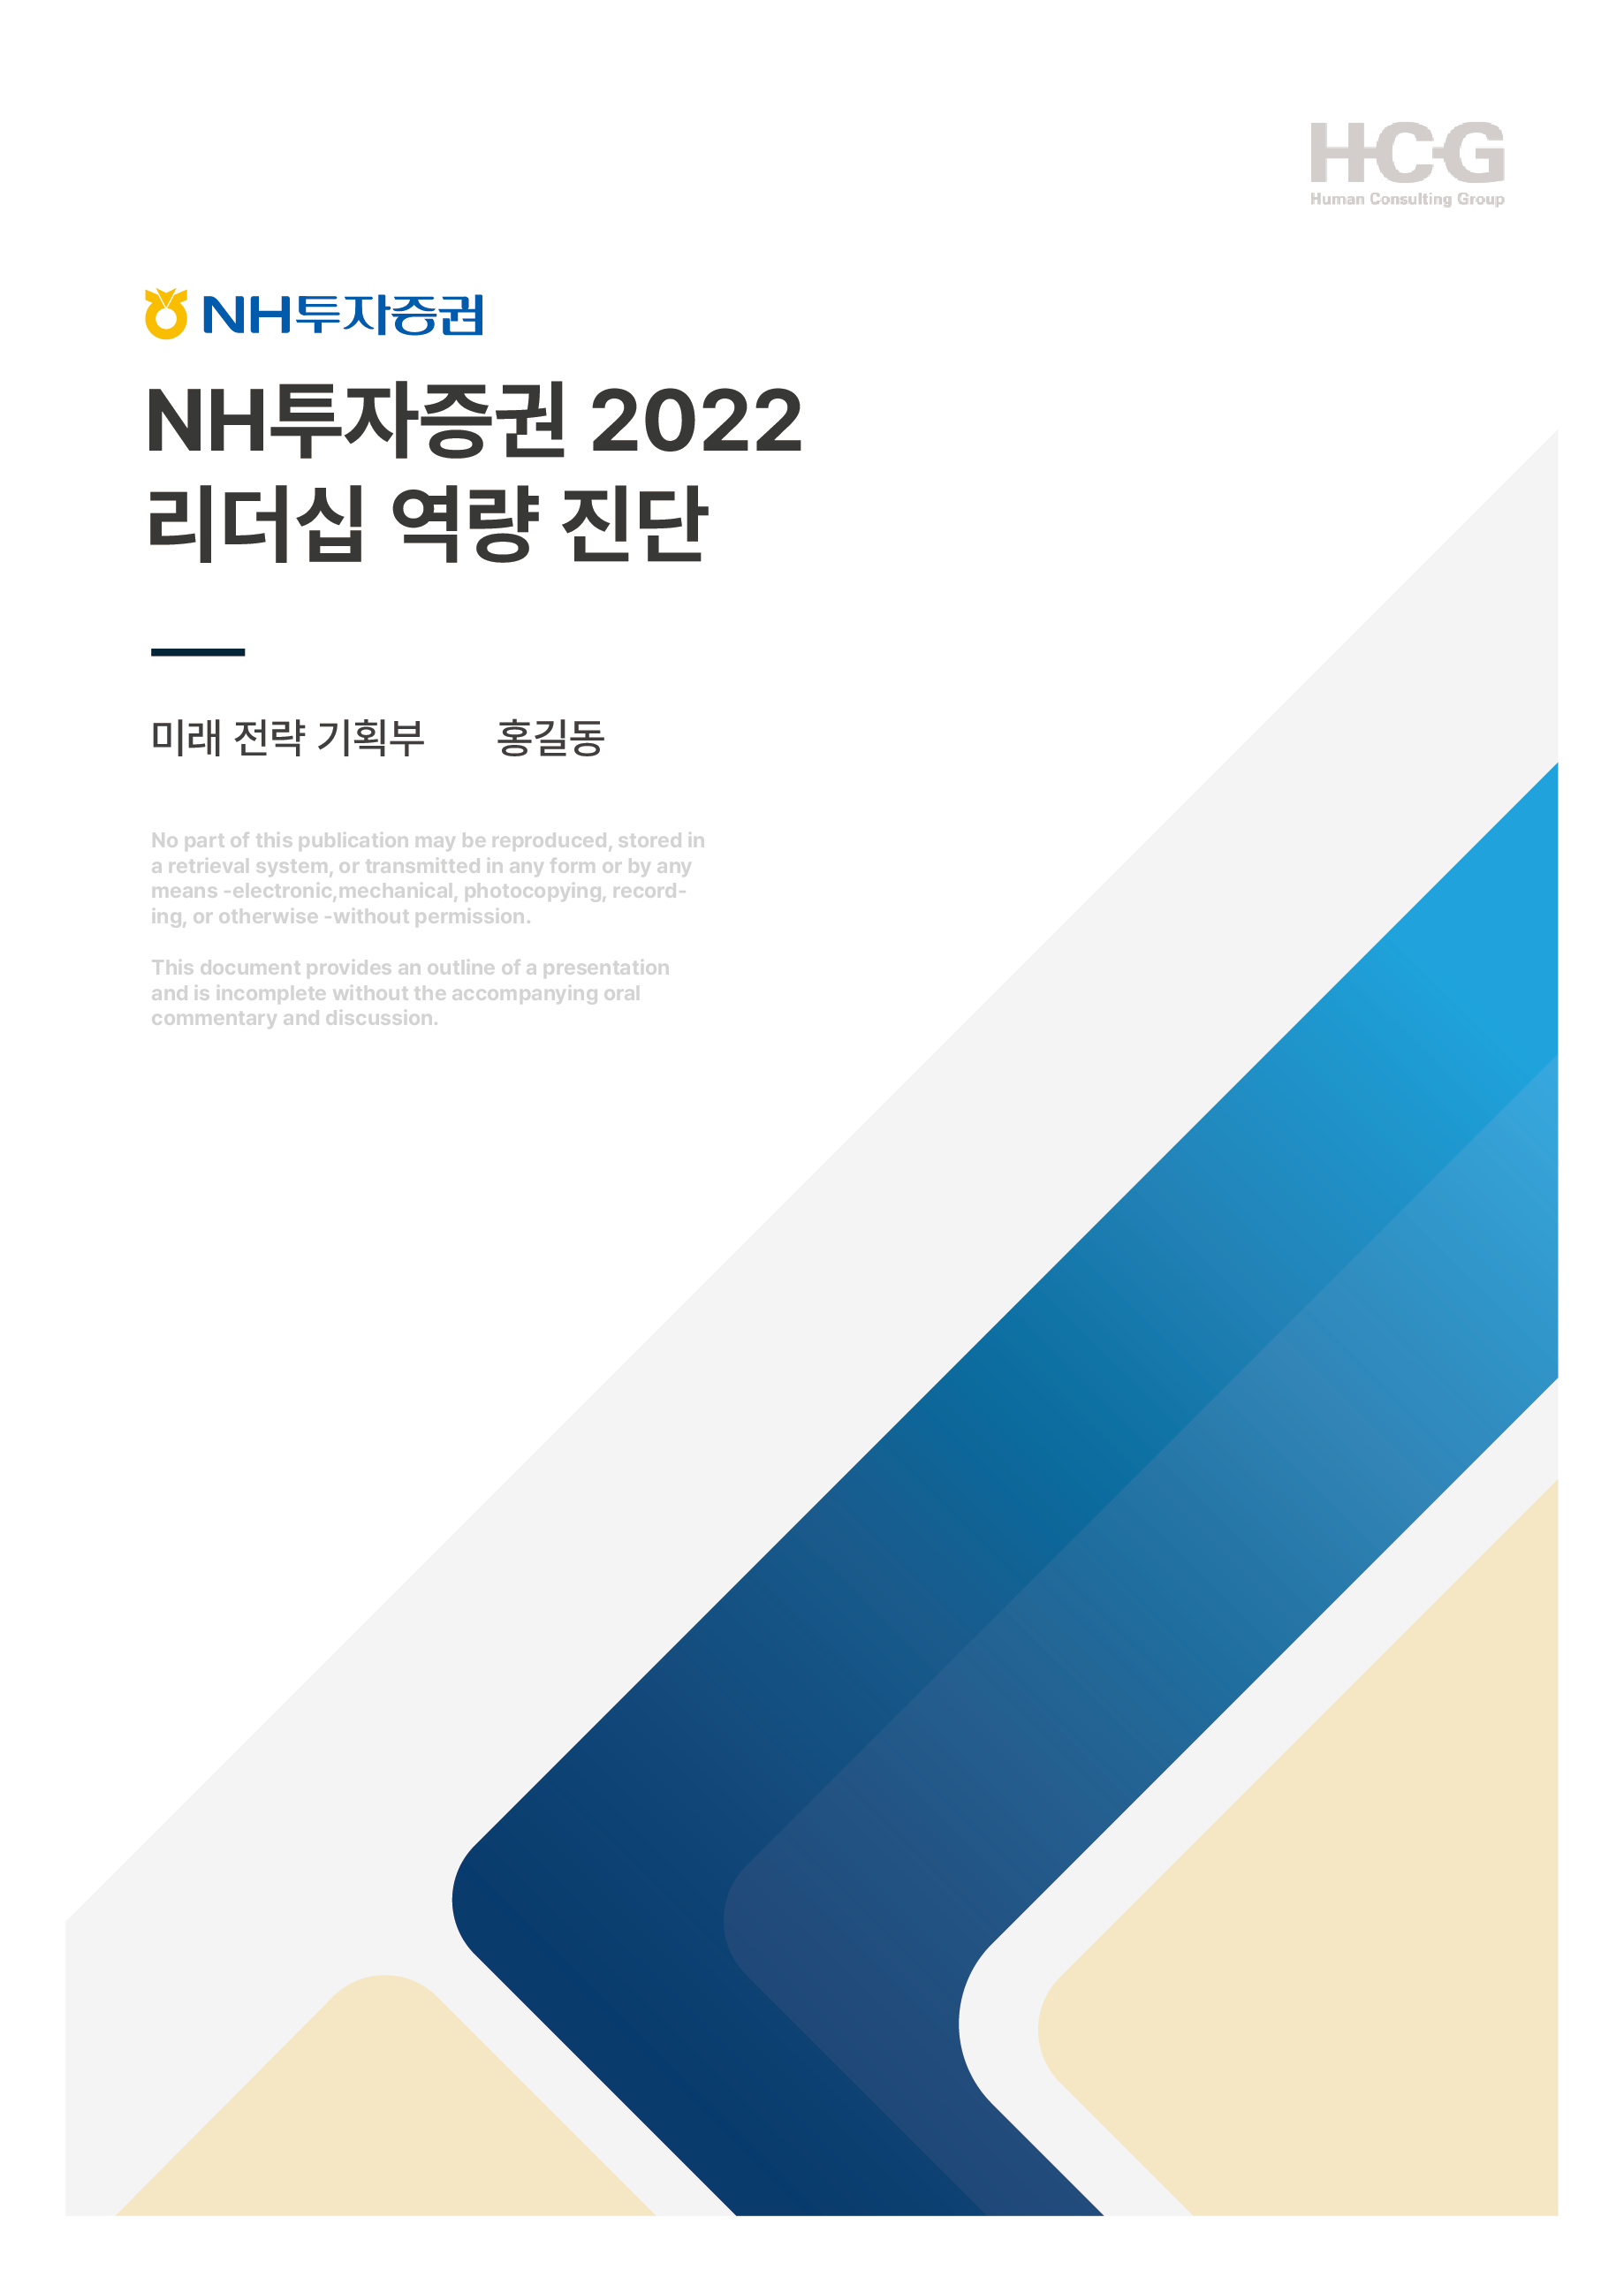 HCG
Human Consulting Group
NH투자증권
NH투자증권 2022
리더십 역량 진단
미래 전략 기획부 홍길동
No part of this publication may be reproduced, stored in
a retrieval system, or transmitted in any form or by any
means -electronic,mechanical, photocopying, record-
ing, or otherwise -without permission.
This document provides an outline of a presentation
and is incomplete without the accompanying oral
commentary and discussion.